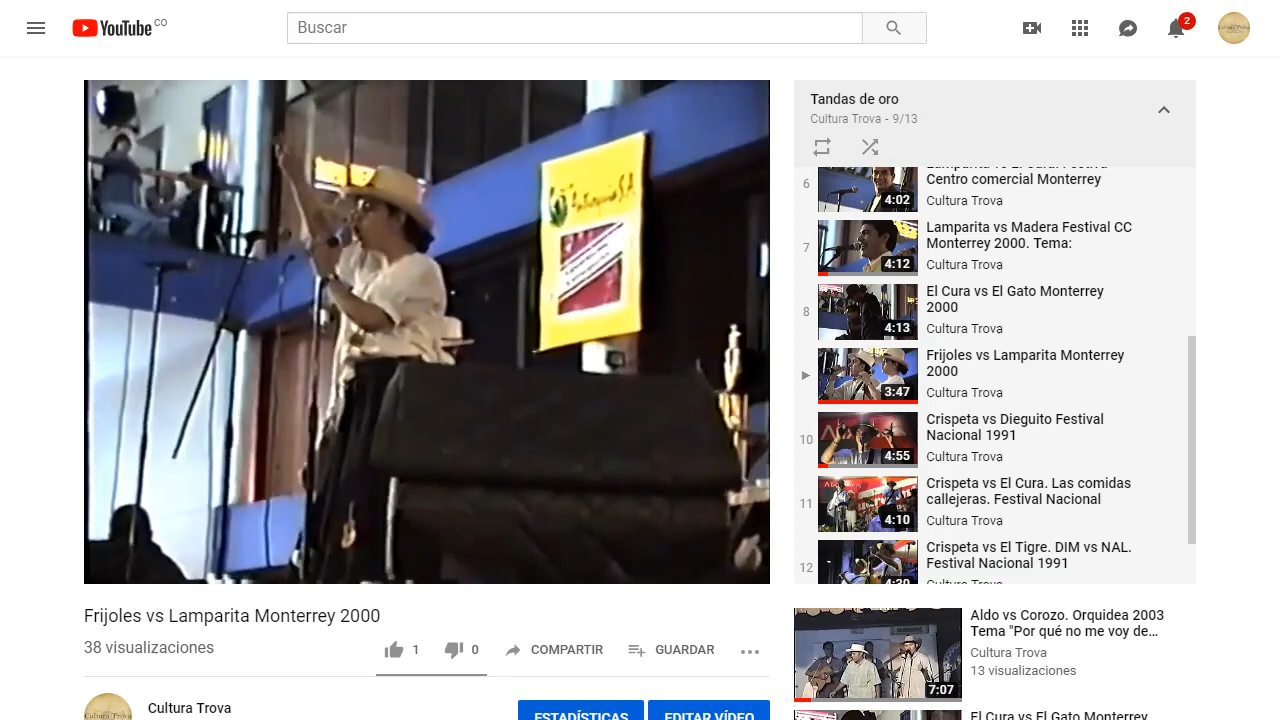 YouTube CO
Buscar
2
Tandas de oro
Cultura Trova - 9/13
6
Centro comercial Monterrey
Cultura Trova
4:02
7
Lamparita vs Madera Festival CC
Monterrey 2000. Tema:
Cultura Trova
4:12
8
El Cura vs El Gato Monterrey
2000
Cultura Trova
4:13
Frijoles vs Lamparita Monterrey
2000
Cultura Trova
3:47
10
Crispeta vs Dieguito Festival
Nacional 1991
Cultura Trova
4:55
11
Crispeta vs El Cura. Las comidas
callejeras. Festival Nacional
Cultura Trova
4:10
12
Crispeta vs El Tigre. DIM vs NAL.
Festival Nacional 1991
Cultura Trova
4:20
Frijoles vs Lamparita Monterrey 2000
38 visualizaciones
1
0
COMPARTIR
GUARDAR
Cultura Trova
Cultura Trova
ESTADÍSTICAS
EDITAR VÍDEO
Aldo vs Corozo. Orquidea 2003
Tema "Por qué no me voy de...
Cultura Trova
13 visualizaciones
7:07
El Cura vs El Gato Monterrey